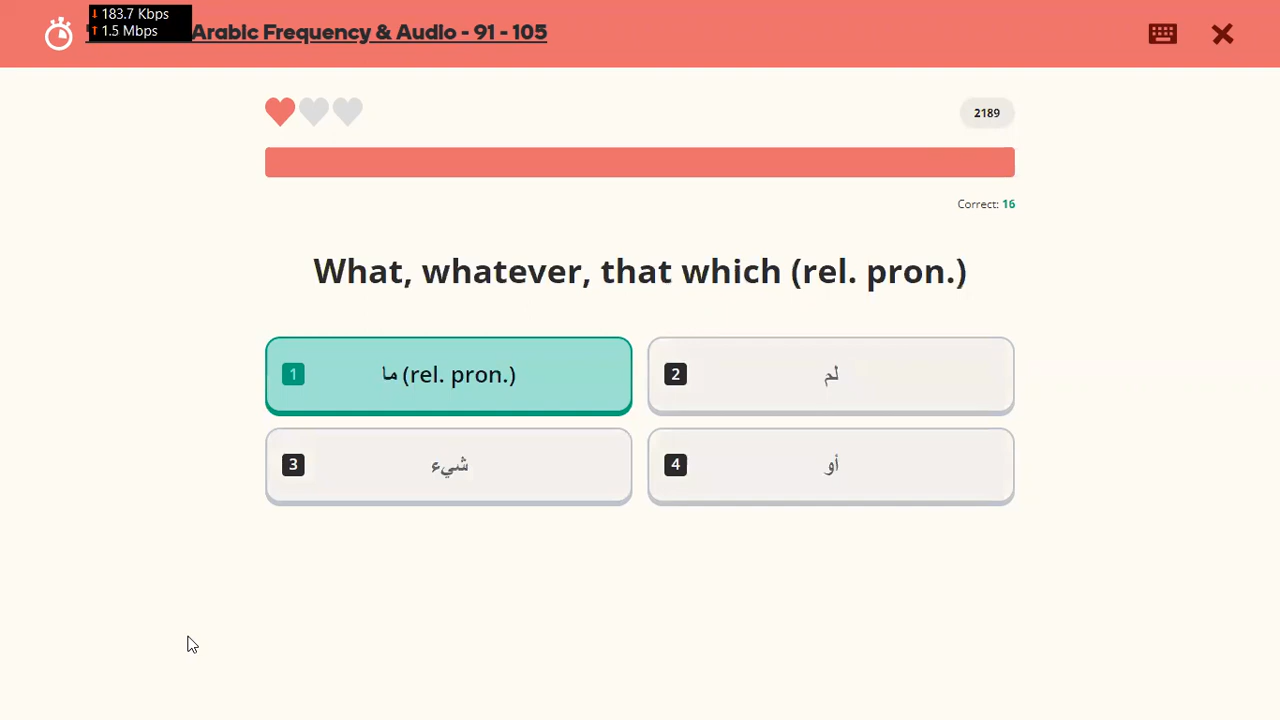 ↓ 183.7 Kbps
↑ 1.5 Mbps
Arabic Frequency & Audio - 91 - 105
2189
Correct: 16
What, whatever, that which (rel. pron.)
1 ما (rel. pron.)
2 لم
3 شيء
4 أو